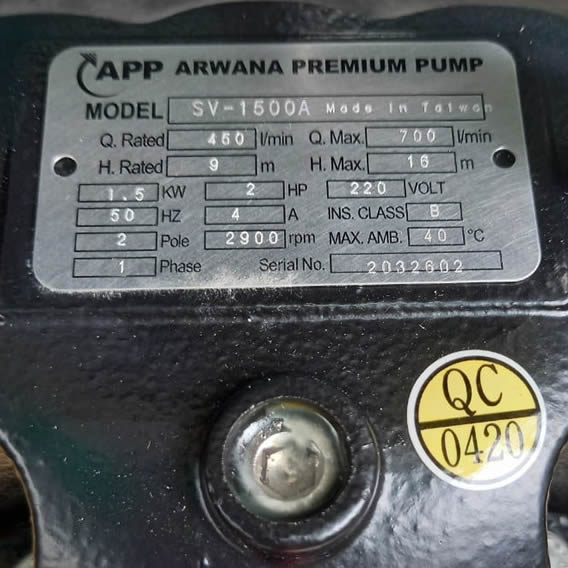 APP ARWANA PREMIUM PUMP
MODEL SV-1500A Made In Taiwan
Q. Rated 450 l/min Q. Max. 700 l/min
H. Rated 9 m H. Max. 16 m
1.5 KW 2 HP 220 VOLT
50 HZ 4 A INS. CLASS B
2 Pole 2900 rpm MAX. AMB. 40 °C
1 Phase Serial No. 2032602
QC
0420